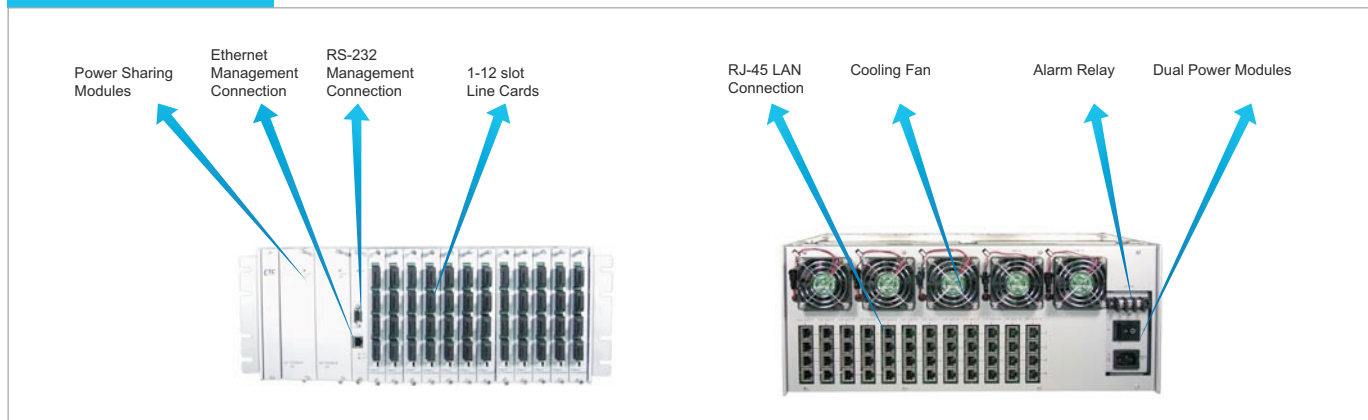 Power Sharing
Modules
Ethernet
Management
Connection
RS-232
Management
Connection
1-12 slot
Line Cards
RJ-45 LAN
Connection
Cooling Fan
Alarm Relay
Dual Power Modules
CTC